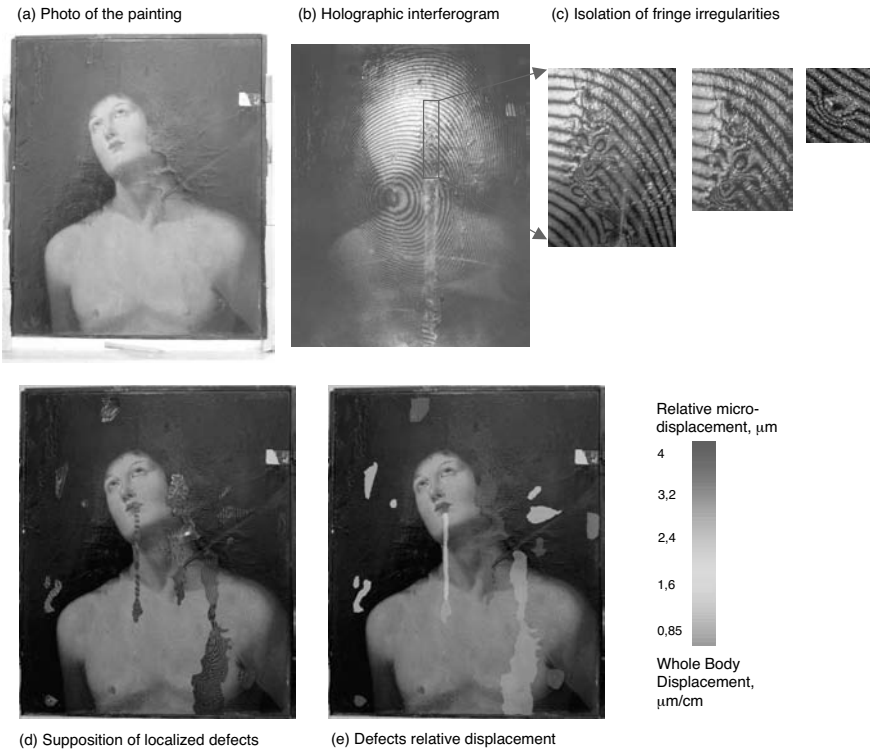 (a) Photo of the painting
(b) Holographic interferogram
(c) Isolation of fringe irregularities
Relative micro-
displacement, μm
4
3,2
2,4
1,6
0,85
Whole Body
Displacement,
μm/cm
(d) Supposition of localized defects
(e) Defects relative displacement